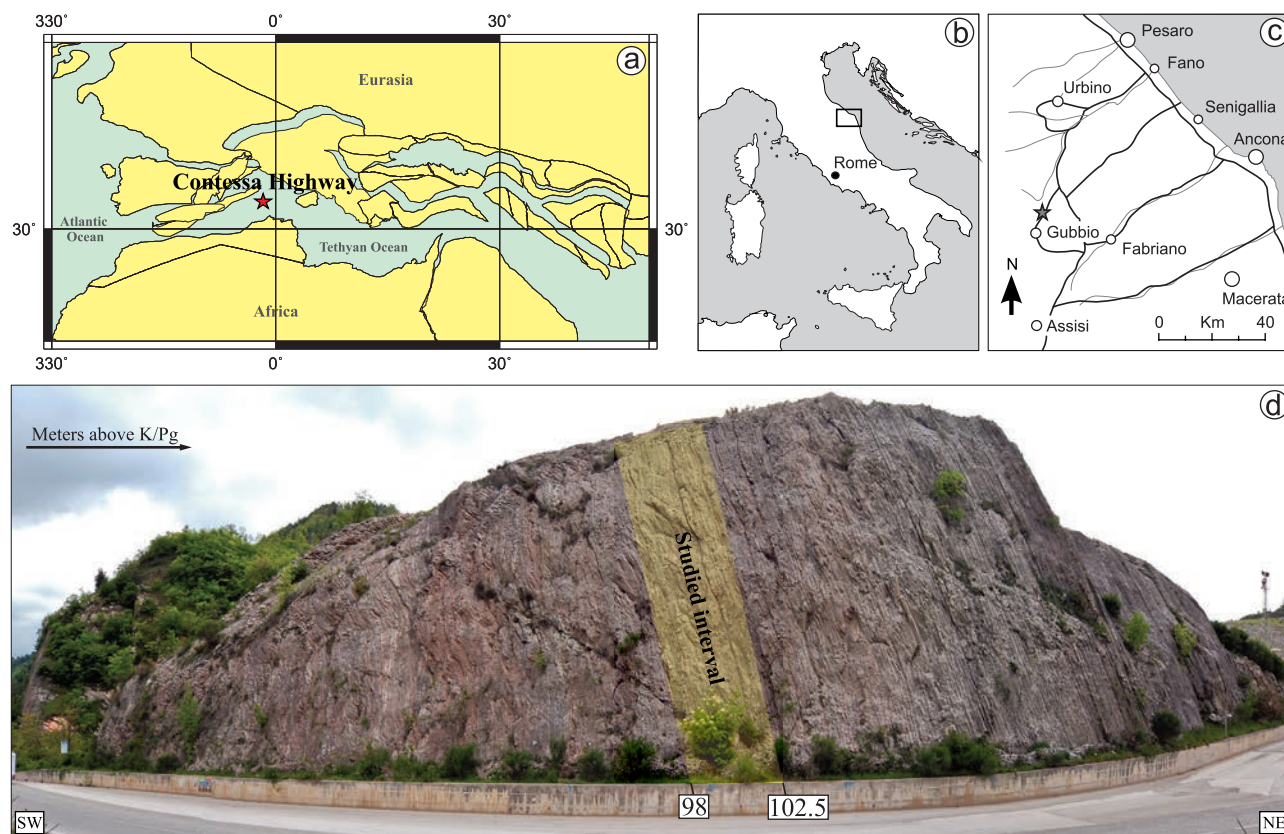 330°
0°
30°
a
Eurasia
Contessa Highway
Atlantic
Ocean
30°
30°
Tethyan Ocean
Africa
330°
0°
30°
b
Rome
c
Pesaro
Fano
Urbino
Senigallia
Ancona
Gubbio
Fabriano
N
Macerata
Assisi
0 Km 40
d
Meters above K/Pg
Studied interval
98
102.5
SW
NE